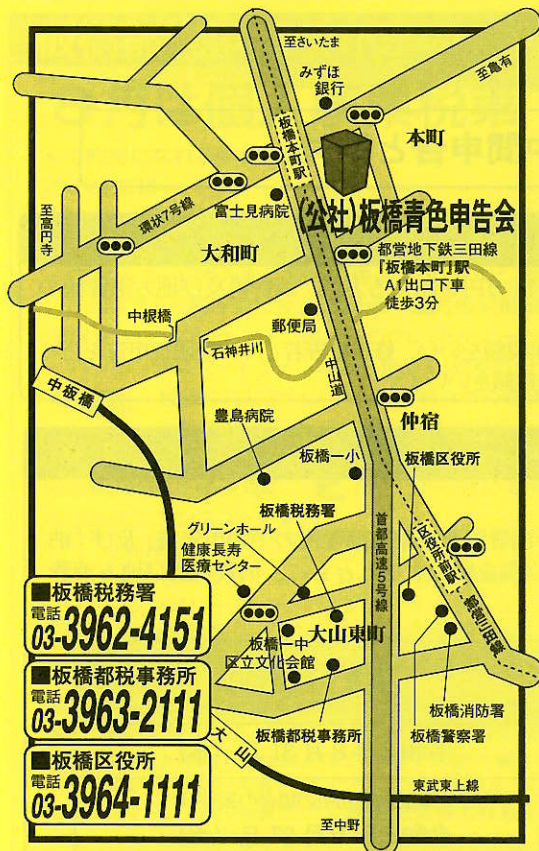 至さいたま
みずほ
銀行
至亀有
本町
板橋本町駅
(公社)板橋青色申告会
都営地下鉄三田線
『板橋本町』駅
A1出口下車
徒歩3分
富士見病院
環状7号線
至高円寺
大和町
中根橋
石神井川
郵便局
中山道
中板橋
仲宿
豊島病院
板橋一小
板橋区役所
板橋税務署
グリーンホール
健康長寿
医療センター
首都高速5号線
区役所前駅
都営三田線
大山東町
板橋一中
区立文化会館
板橋都税事務所
板橋消防署
板橋警察署
大山
東武東上線
至中野
■板橋税務署
電話
03-3962-4151
■板橋都税事務所
電話
03-3963-2111
■板橋区役所
電話
03-3964-1111